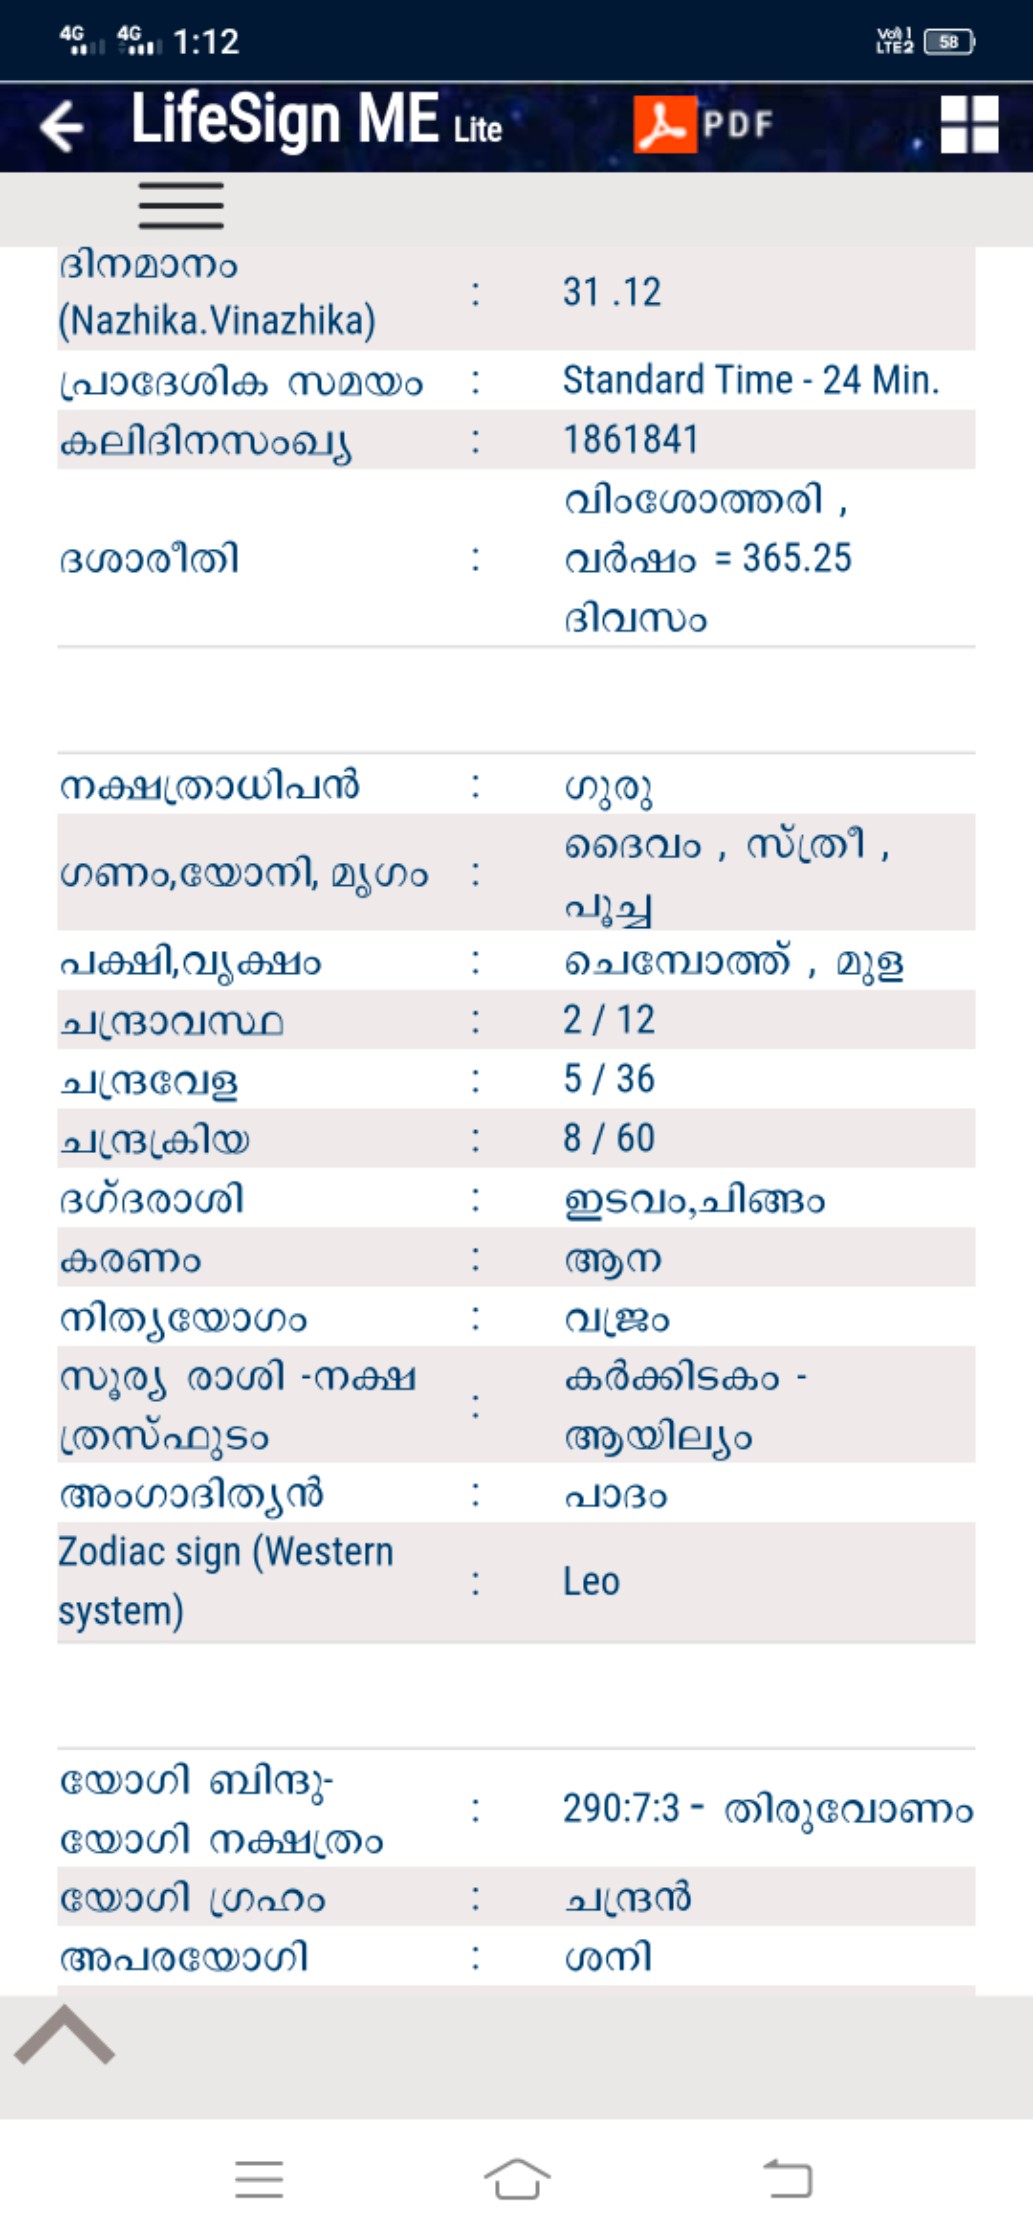 4G 4G 1:12 Vo)) 1 LTE2 58
LifeSign ME Lite PDF
ദിനമാനം
(Nazhika.Vinazhika) : 31 .12
പ്രാദേശിക സമയം : Standard Time - 24 Min.
കലിദിനസംഖ്യ : 1861841
വിംശോത്തരി ,
ദശാരീതി : വർഷം = 365.25
ദിവസം
നക്ഷത്രാധിപൻ : ഗുരു
ഗണം,യോനി, മൃഗം : ദൈവം , സ്ത്രീ ,
പൂച്ച
പക്ഷി,വൃക്ഷം : ചെമ്പോത്ത് , മുള
ചന്ദ്രാവസ്ഥ : 2 / 12
ചന്ദ്രവേള : 5 / 36
ചന്ദ്രക്രിയ : 8 / 60
ദഗ്ദരാശി : ഇടവം,ചിങ്ങം
കരണം : ആന
നിത്യയോഗം : വജ്രം
സൂര്യ രാശി -നക്ഷ : കർക്കിടകം -
ത്രസ്ഫുടം ആയില്യം
അംഗാദിത്യൻ : പാദം
Zodiac sign (Western : Leo
system)
യോഗി ബിന്ദു- : 290:7:3 - തിരുവോണം
യോഗി നക്ഷത്രം
യോഗി ഗ്രഹം : ചന്ദ്രൻ
അപരയോഗി : ശനി